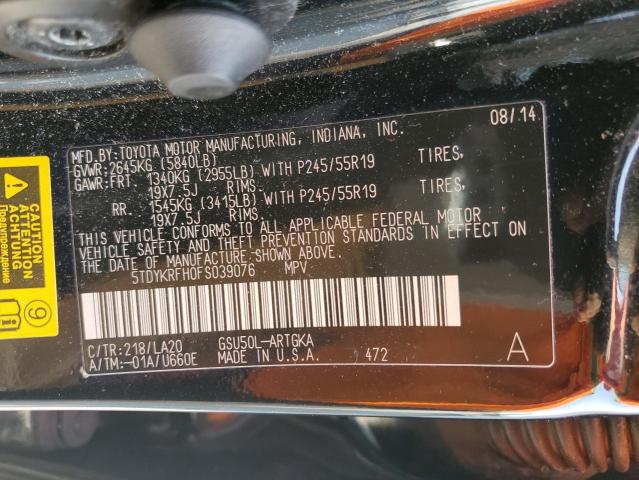 MFD.BY:TOYOTA MOTOR MANUFACTURING, INDIANA, INC. 08/14
GVWR:2645KG (5840LB)
GAWR:FRT. 1340KG (2955LB) WITH P245/55R19 TIRES,
19X7.5J RIMS.
RR. 1545KG (3415LB) WITH P245/55R19 TIRES,
19X7.5J RIMS.
THIS VEHICLE CONFORMS TO ALL APPLICABLE FEDERAL MOTOR
VEHICLE SAFETY AND THEFT PREVENTION STANDARDS IN EFFECT ON
THE DATE OF MANUFACTURE SHOWN ABOVE.
5TDYKRFH0FS039076 MPV
C/TR:218/LA20 GSU50L-ARTGKA
A/TM:-01A/U660E MADE IN U.S.A. 472 A
CAUTION
ATTENTION
ACHTUNG
Предупреждение
9